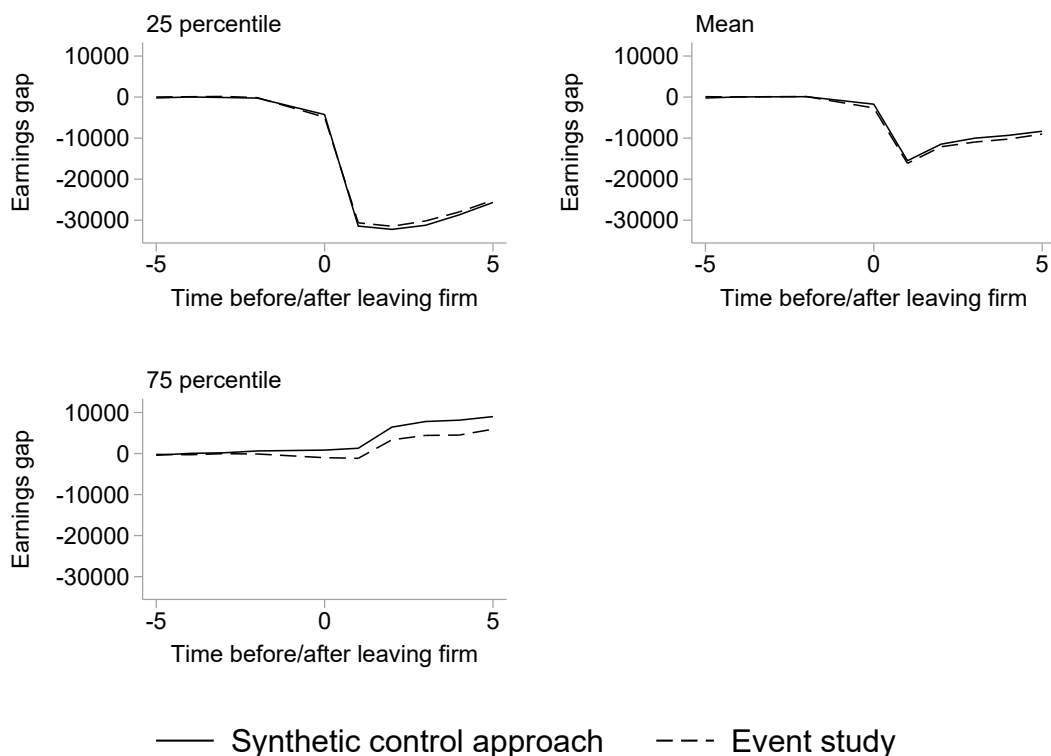 25 percentile
10000
0
-10000
-20000
-30000
Earnings gap
-5
0
5
Time before/after leaving firm
Mean
10000
0
-10000
-20000
-30000
Earnings gap
-5
0
5
Time before/after leaving firm
75 percentile
10000
0
-10000
-20000
-30000
Earnings gap
-5
0
5
Time before/after leaving firm
Synthetic control approach
Event study